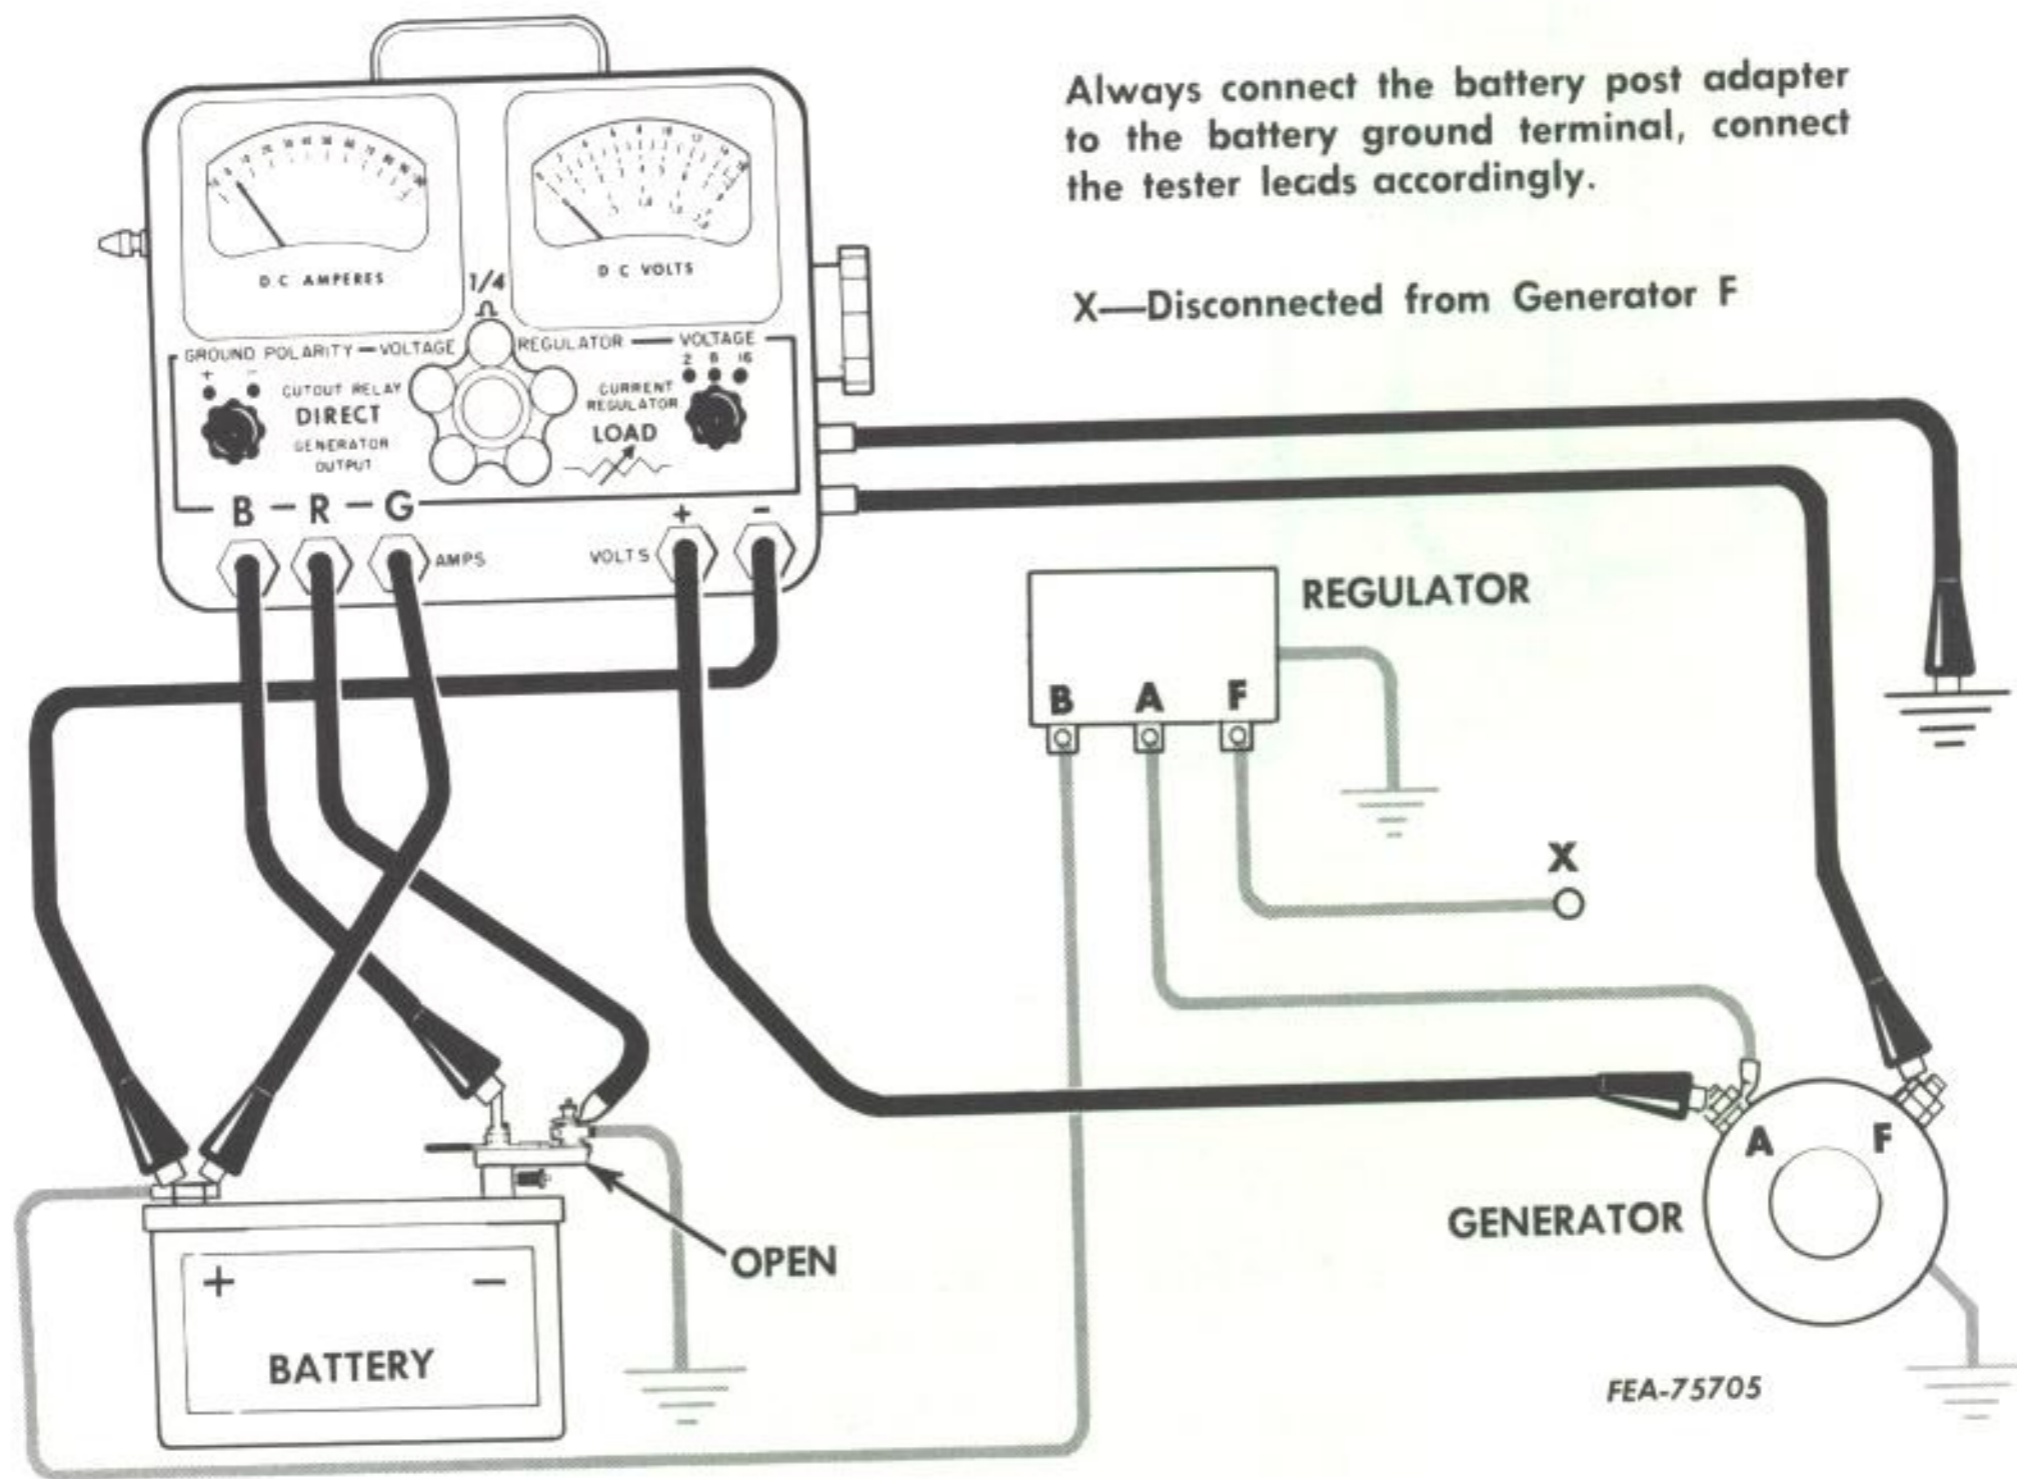 Always connect the battery post adapter
to the battery ground terminal, connect
the tester leads accordingly.
X—Disconnected from Generator F
D.C. AMPERES
D C VOLTS
1/4
Ω
GROUND POLARITY — VOLTAGE REGULATOR — VOLTAGE
+ -
2 8 16
CUTOUT RELAY
DIRECT
GENERATOR
OUTPUT
CURRENT
REGULATOR
LOAD
B - R - G
AMPS
VOLTS
+ -
REGULATOR
B A F
X
A F
GENERATOR
OPEN
+ -
BATTERY
FEA-75705